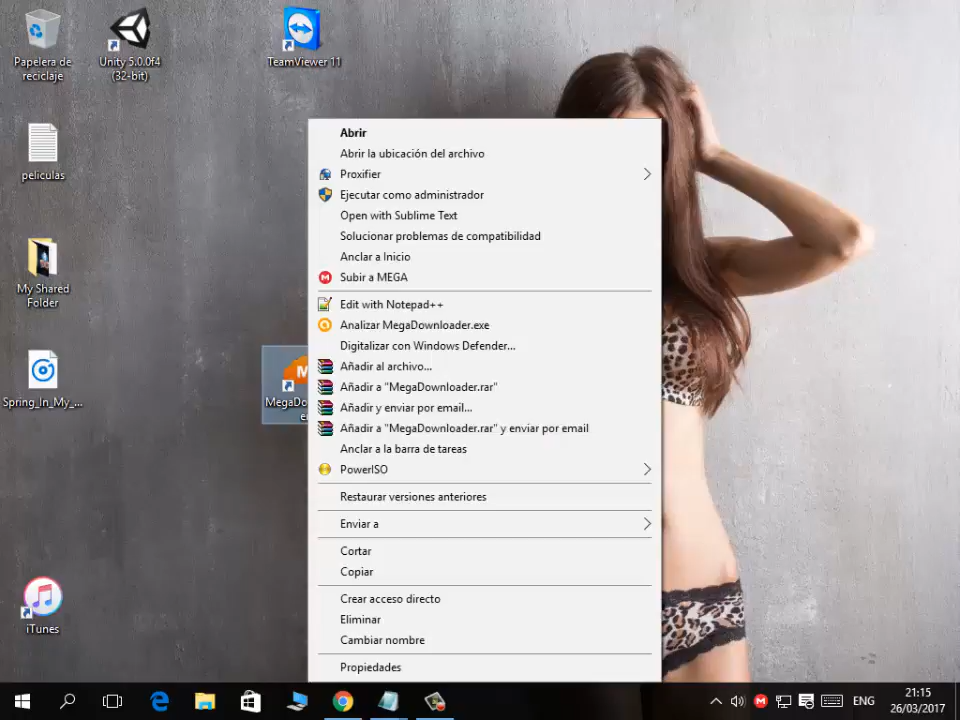 Papelera de
reciclaje
Unity 5.0.0f4
(32-bit)
TeamViewer 11
peliculas
My Shared
Folder
Spring_In_My_...
iTunes
MegaDo
Abrir
Abrir la ubicación del archivo
Proxifier
Ejecutar como administrador
Open with Sublime Text
Solucionar problemas de compatibilidad
Anclar a Inicio
Subir a MEGA
Edit with Notepad++
Analizar MegaDownloader.exe
Digitalizar con Windows Defender...
Añadir al archivo...
Añadir a "MegaDownloader.rar"
Añadir y enviar por email...
Añadir a "MegaDownloader.rar" y enviar por email
Anclar a la barra de tareas
PowerISO
Restaurar versiones anteriores
Enviar a
Cortar
Copiar
Crear acceso directo
Eliminar
Cambiar nombre
Propiedades
ENG
21:15
26/03/2017